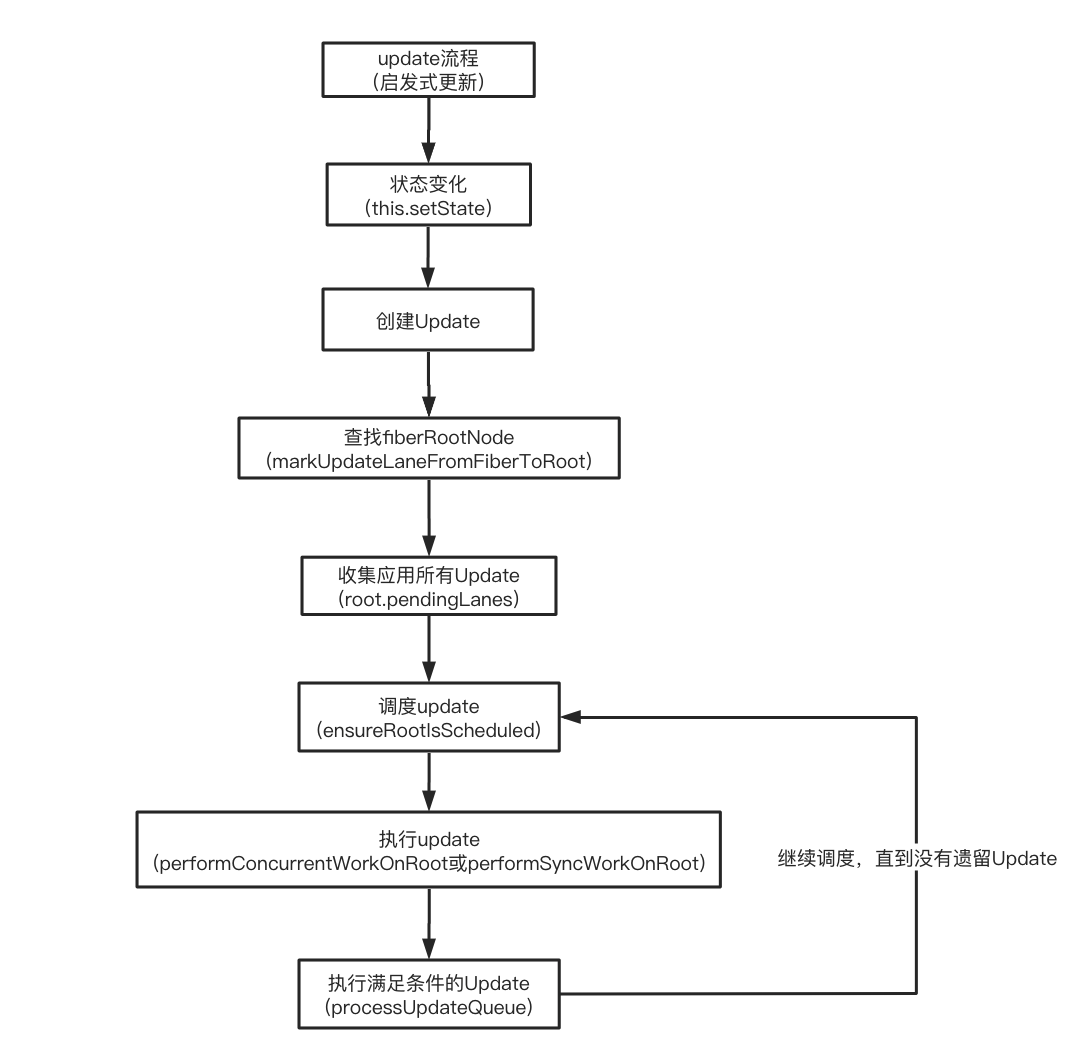 update流程
（启发式更新）
状态变化
（this.setState）
创建Update
查找fiberRootNode
（markUpdateLaneFromFiberToRoot）
收集应用所有Update
（root.pendingLanes）
调度update
（ensureRootIsScheduled）
执行update
（performConcurrentWorkOnRoot或performSyncWorkOnRoot）
继续调度，直到没有遗留Update
执行满足条件的Update
（processUpdateQueue）